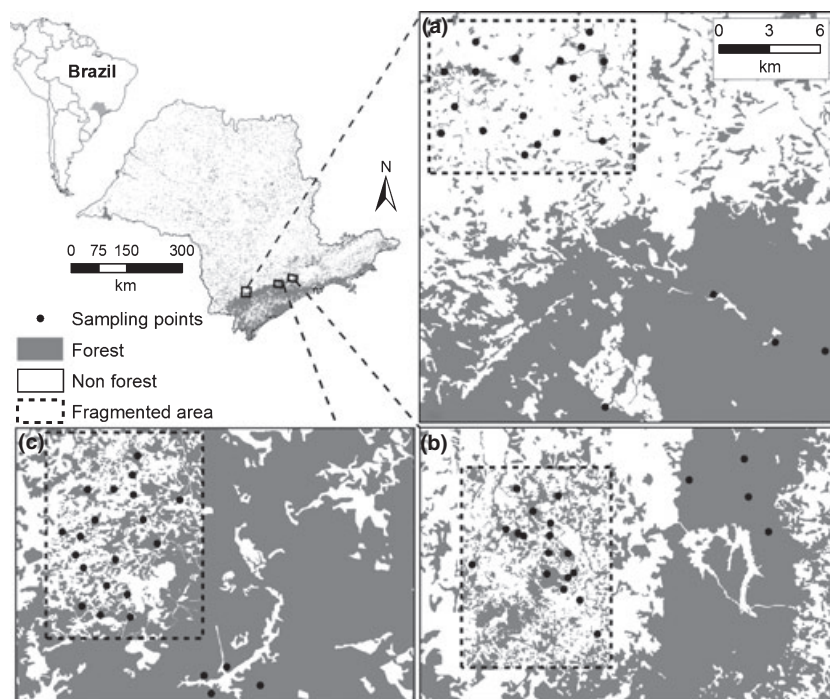 Brazil
N
0 75 150 300
km
Sampling points
Forest
Non forest
Fragmented area
(a)
0 3 6
km
(c)
(b)